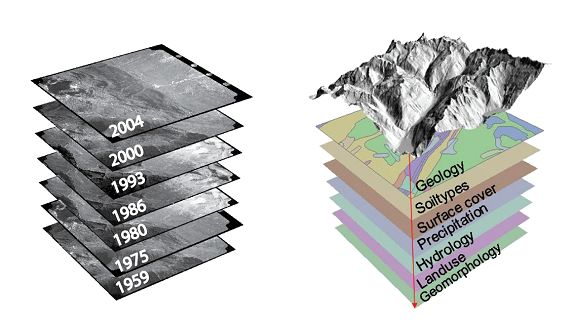 2004
2000
1993
1986
1980
1975
1959
Geology
Soiltypes
Surface cover
Precipitation
Hydrology
Landuse
Geomorphology